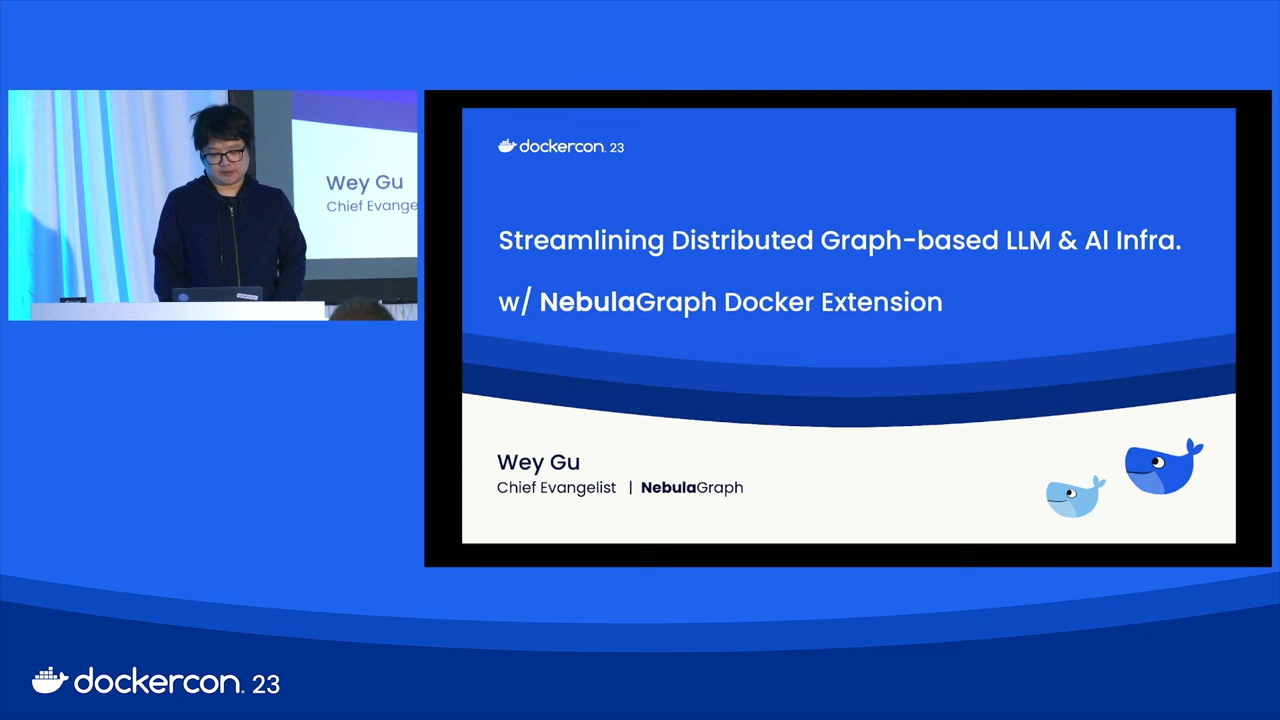 Wey Gu
Chief Evange
dockercon. 23
Streamlining Distributed Graph-based LLM & AI Infra.
w/ NebulaGraph Docker Extension
Wey Gu
Chief Evangelist | NebulaGraph
dockercon. 23